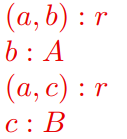 (a, b) : r
b : A
(a, c) : r
c : B